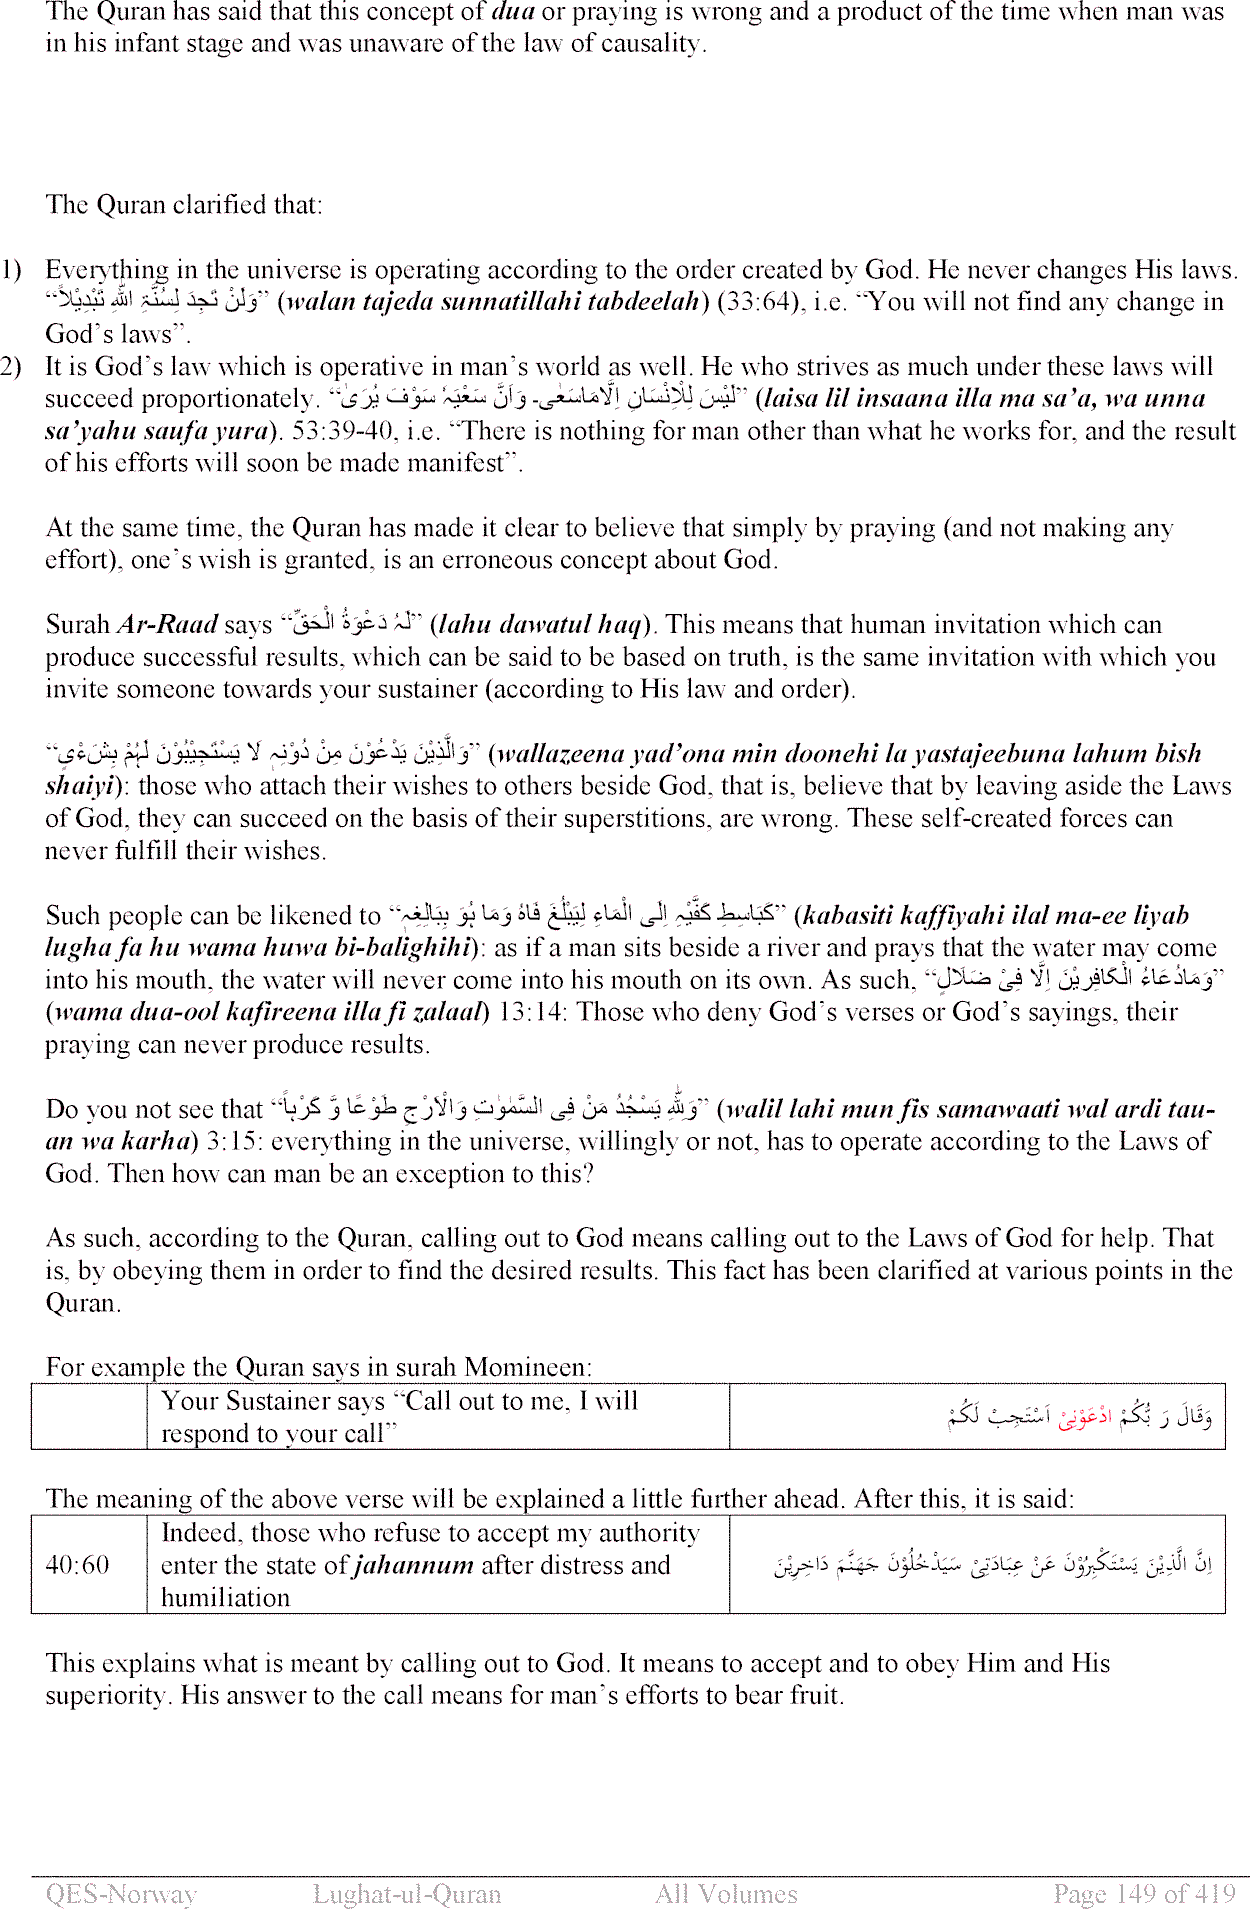 The Quran has said that this concept of dua or praying is wrong and a product of the time when man was
in his infant stage and was unaware of the law of causality.
The Quran clarified that:
1) Everything in the universe is operating according to the order created by God. He never changes His laws.
“وَلَنْ تَجِدَ لِسُنَّۃِ اللّٰہِ تَبْدِیْلاً” (walan tajeda sunnatillahi tabdeelah) (33:64), i.e. “You will not find any change in
God’s laws”.
2) It is God’s law which is operative in man’s world as well. He who strives as much under these laws will
succeed proportionately. “لَیْسَ لِلْاِنْسَانِ اِلَّامَاسَعٰی۔ وَاَنَّ سَعْیَہٗ سَوْفَ یُرَیٰ” (laisa lil insaana illa ma sa’a, wa unna
sa’yahu saufa yura). 53:39-40, i.e. “There is nothing for man other than what he works for, and the result
of his efforts will soon be made manifest”.
At the same time, the Quran has made it clear to believe that simply by praying (and not making any
effort), one’s wish is granted, is an erroneous concept about God.
Surah Ar-Raad says “لَہٗ دَعْوَۃُ الْحَقِّ” (lahu dawatul haq). This means that human invitation which can
produce successful results, which can be said to be based on truth, is the same invitation with which you
invite someone towards your sustainer (according to His law and order).
“وَالَّذِیْنَ یَدْعُوْنَ مِنْ دُوْنِہٖ لَا یَسْتَجِیْبُوْنَ لَہُمْ بِشَیْءٍ” (wallazeena yad’ona min doonehi la yastajeebuna lahum bish
shaiyi): those who attach their wishes to others beside God, that is, believe that by leaving aside the Laws
of God, they can succeed on the basis of their superstitions, are wrong. These self-created forces can
never fulfill their wishes.
Such people can be likened to “کَبَاسِطِ کَفَّیْہِ اِلَی الْمَاءِ لِیَبْلُغَ فَاہُ وَمَا ہُوَ بِبَالِغِہٖ” (kabasiti kaffiyahi ilal ma-ee liyab
lugha fa hu wama huwa bi-balighihi): as if a man sits beside a river and prays that the water may come
into his mouth, the water will never come into his mouth on its own. As such, “وَمَادُعَاءُ الْکَافِرِیْنَ اِلَّا فِیْ ضَلَالٍ”
(wama dua-ool kafireena illa fi zalaal) 13:14: Those who deny God’s verses or God’s sayings, their
praying can never produce results.
Do you not see that “وَلِلّٰہِ یَسْجُدُ مَنْ فِی السَّمٰوٰتِ وَالْاَرْجِ طَوْعًا وَّ کَرْہاً” (walil lahi mun fis samawaati wal ardi tau-
an wa karha) 3:15: everything in the universe, willingly or not, has to operate according to the Laws of
God. Then how can man be an exception to this?
As such, according to the Quran, calling out to God means calling out to the Laws of God for help. That
is, by obeying them in order to find the desired results. This fact has been clarified at various points in the
Quran.
For example the Quran says in surah Momineen:
Your Sustainer says “Call out to me, I will
respond to your call”
وَقَالَ رَ بُّکُمْ ادْعَوْنِیْ اَسْتَجِبْ لَکُمْ
The meaning of the above verse will be explained a little further ahead. After this, it is said:
40:60
Indeed, those who refuse to accept my authority
enter the state of jahannum after distress and
humiliation
اِنَّ الَّذِیْنَ یَسْتَکْبِرُوْنَ عَنْ عِبَادَتِیْ سَیَدْخُلُوْنَ جَهَنَّمَ دَاخِرِیْنَ
This explains what is meant by calling out to God. It means to accept and to obey Him and His
superiority. His answer to the call means for man’s efforts to bear fruit.
QES-Norway Lughat-ul-Quran All Volumes Page 149 of 419